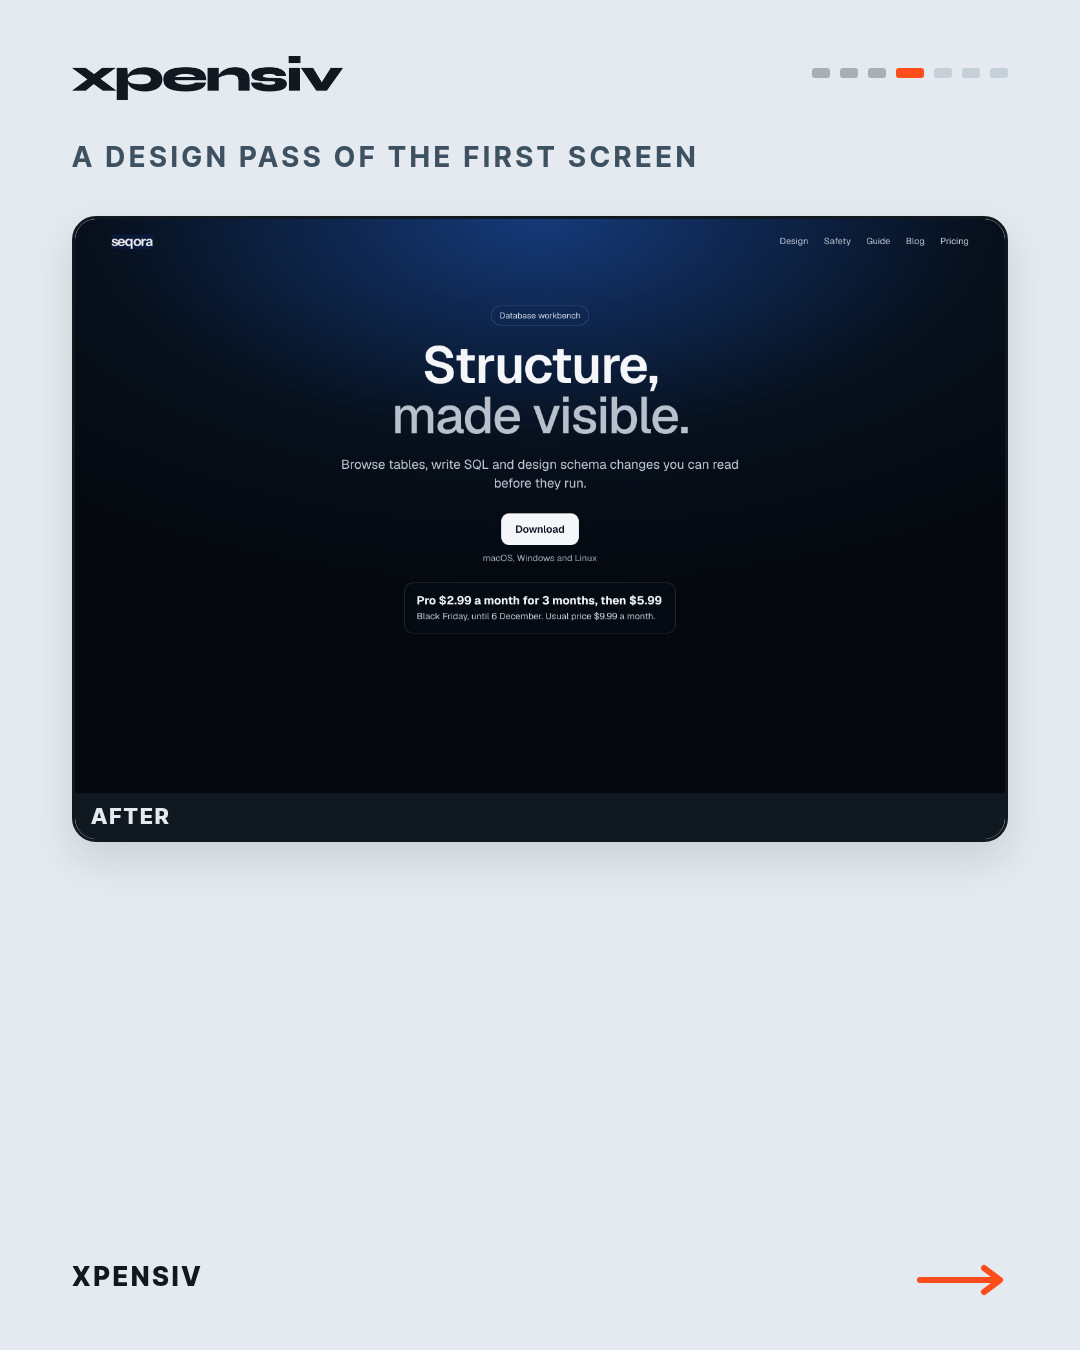 xpensiv
A DESIGN PASS OF THE FIRST SCREEN
seqora
Design Safety Guide Blog Pricing
Database workbench
Structure,
made visible.
Browse tables, write SQL and design schema changes you can read
before they run.
Download
macOS, Windows and Linux
Pro $2.99 a month for 3 months, then $5.99
Black Friday, until 6 December. Usual price $9.99 a month.
AFTER
XPENSIV